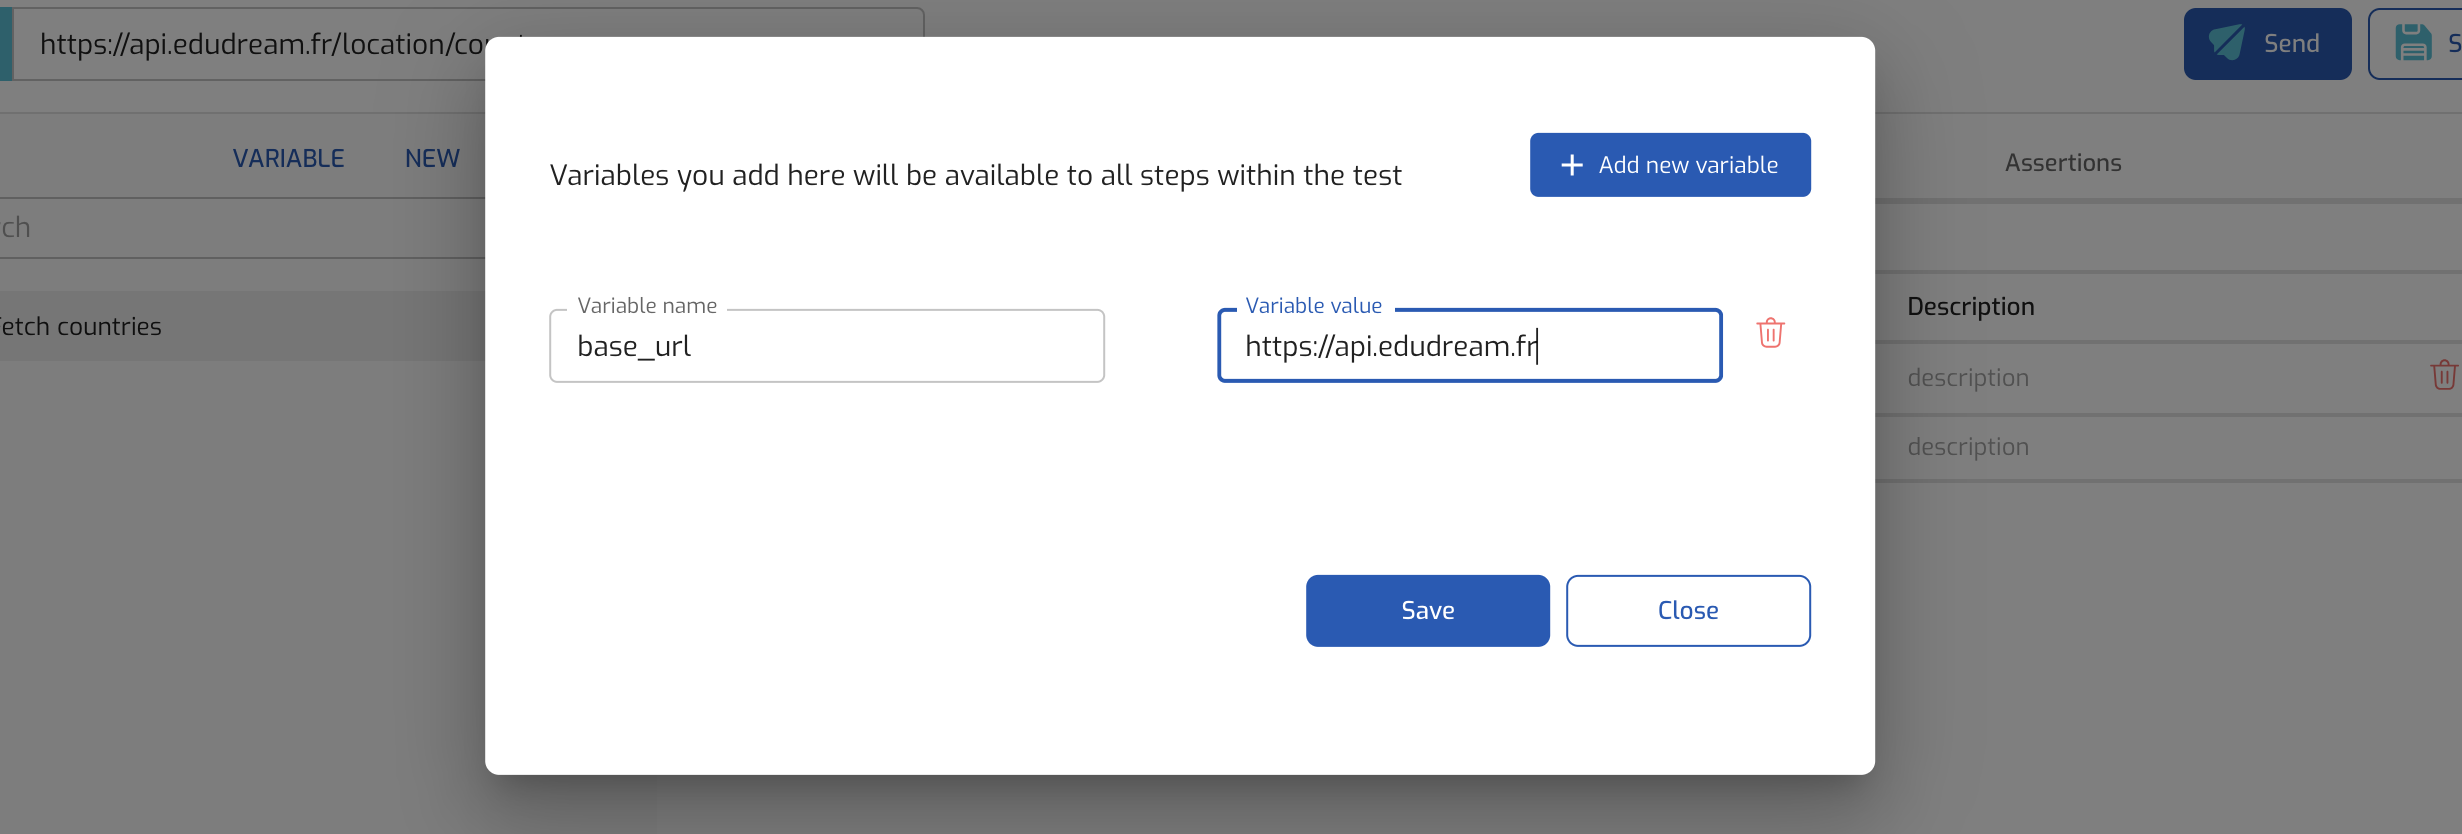 https://api.edudream.fr/location/cou
Send
VARIABLE NEW
Assertions
Variables you add here will be available to all steps within the test
+ Add new variable
Variable name
base_url
Variable value
https://api.edudream.fr
etch countries
Description
description
description
Save
Close